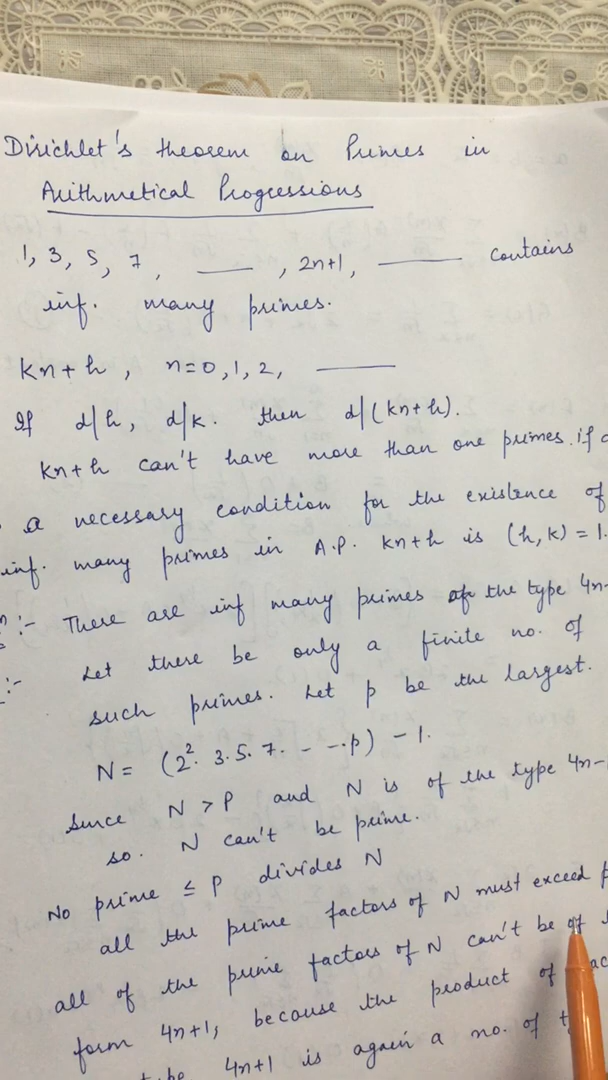 Dirichlet's theorem on Primes in
Arithmetical Progressions
1, 3, 5, 7, ——— , 2n+1, ——— contains
inf. many primes.
kn + h , n=0, 1, 2, ———
If d/h, d/k. then d/(kn+h).
kn+h can't have more than one primes if d
a necessary condition for the existence of
inf. many primes in A.P. kn+h is (h, k) = 1.
:- There are inf many primes of the type 4n-
:- Let there be only a finite no. of
such primes. Let p be the largest.
N = (2². 3. 5. 7. - - -. p) - 1.
Since N > P and N is of the type 4n-
so. N can't be prime.
No prime ≤ P divides N
all the prime factors of N must exceed p
all of the prime factors of N can't be of
form 4n+1, because the product of
4n+1 is again a no. of